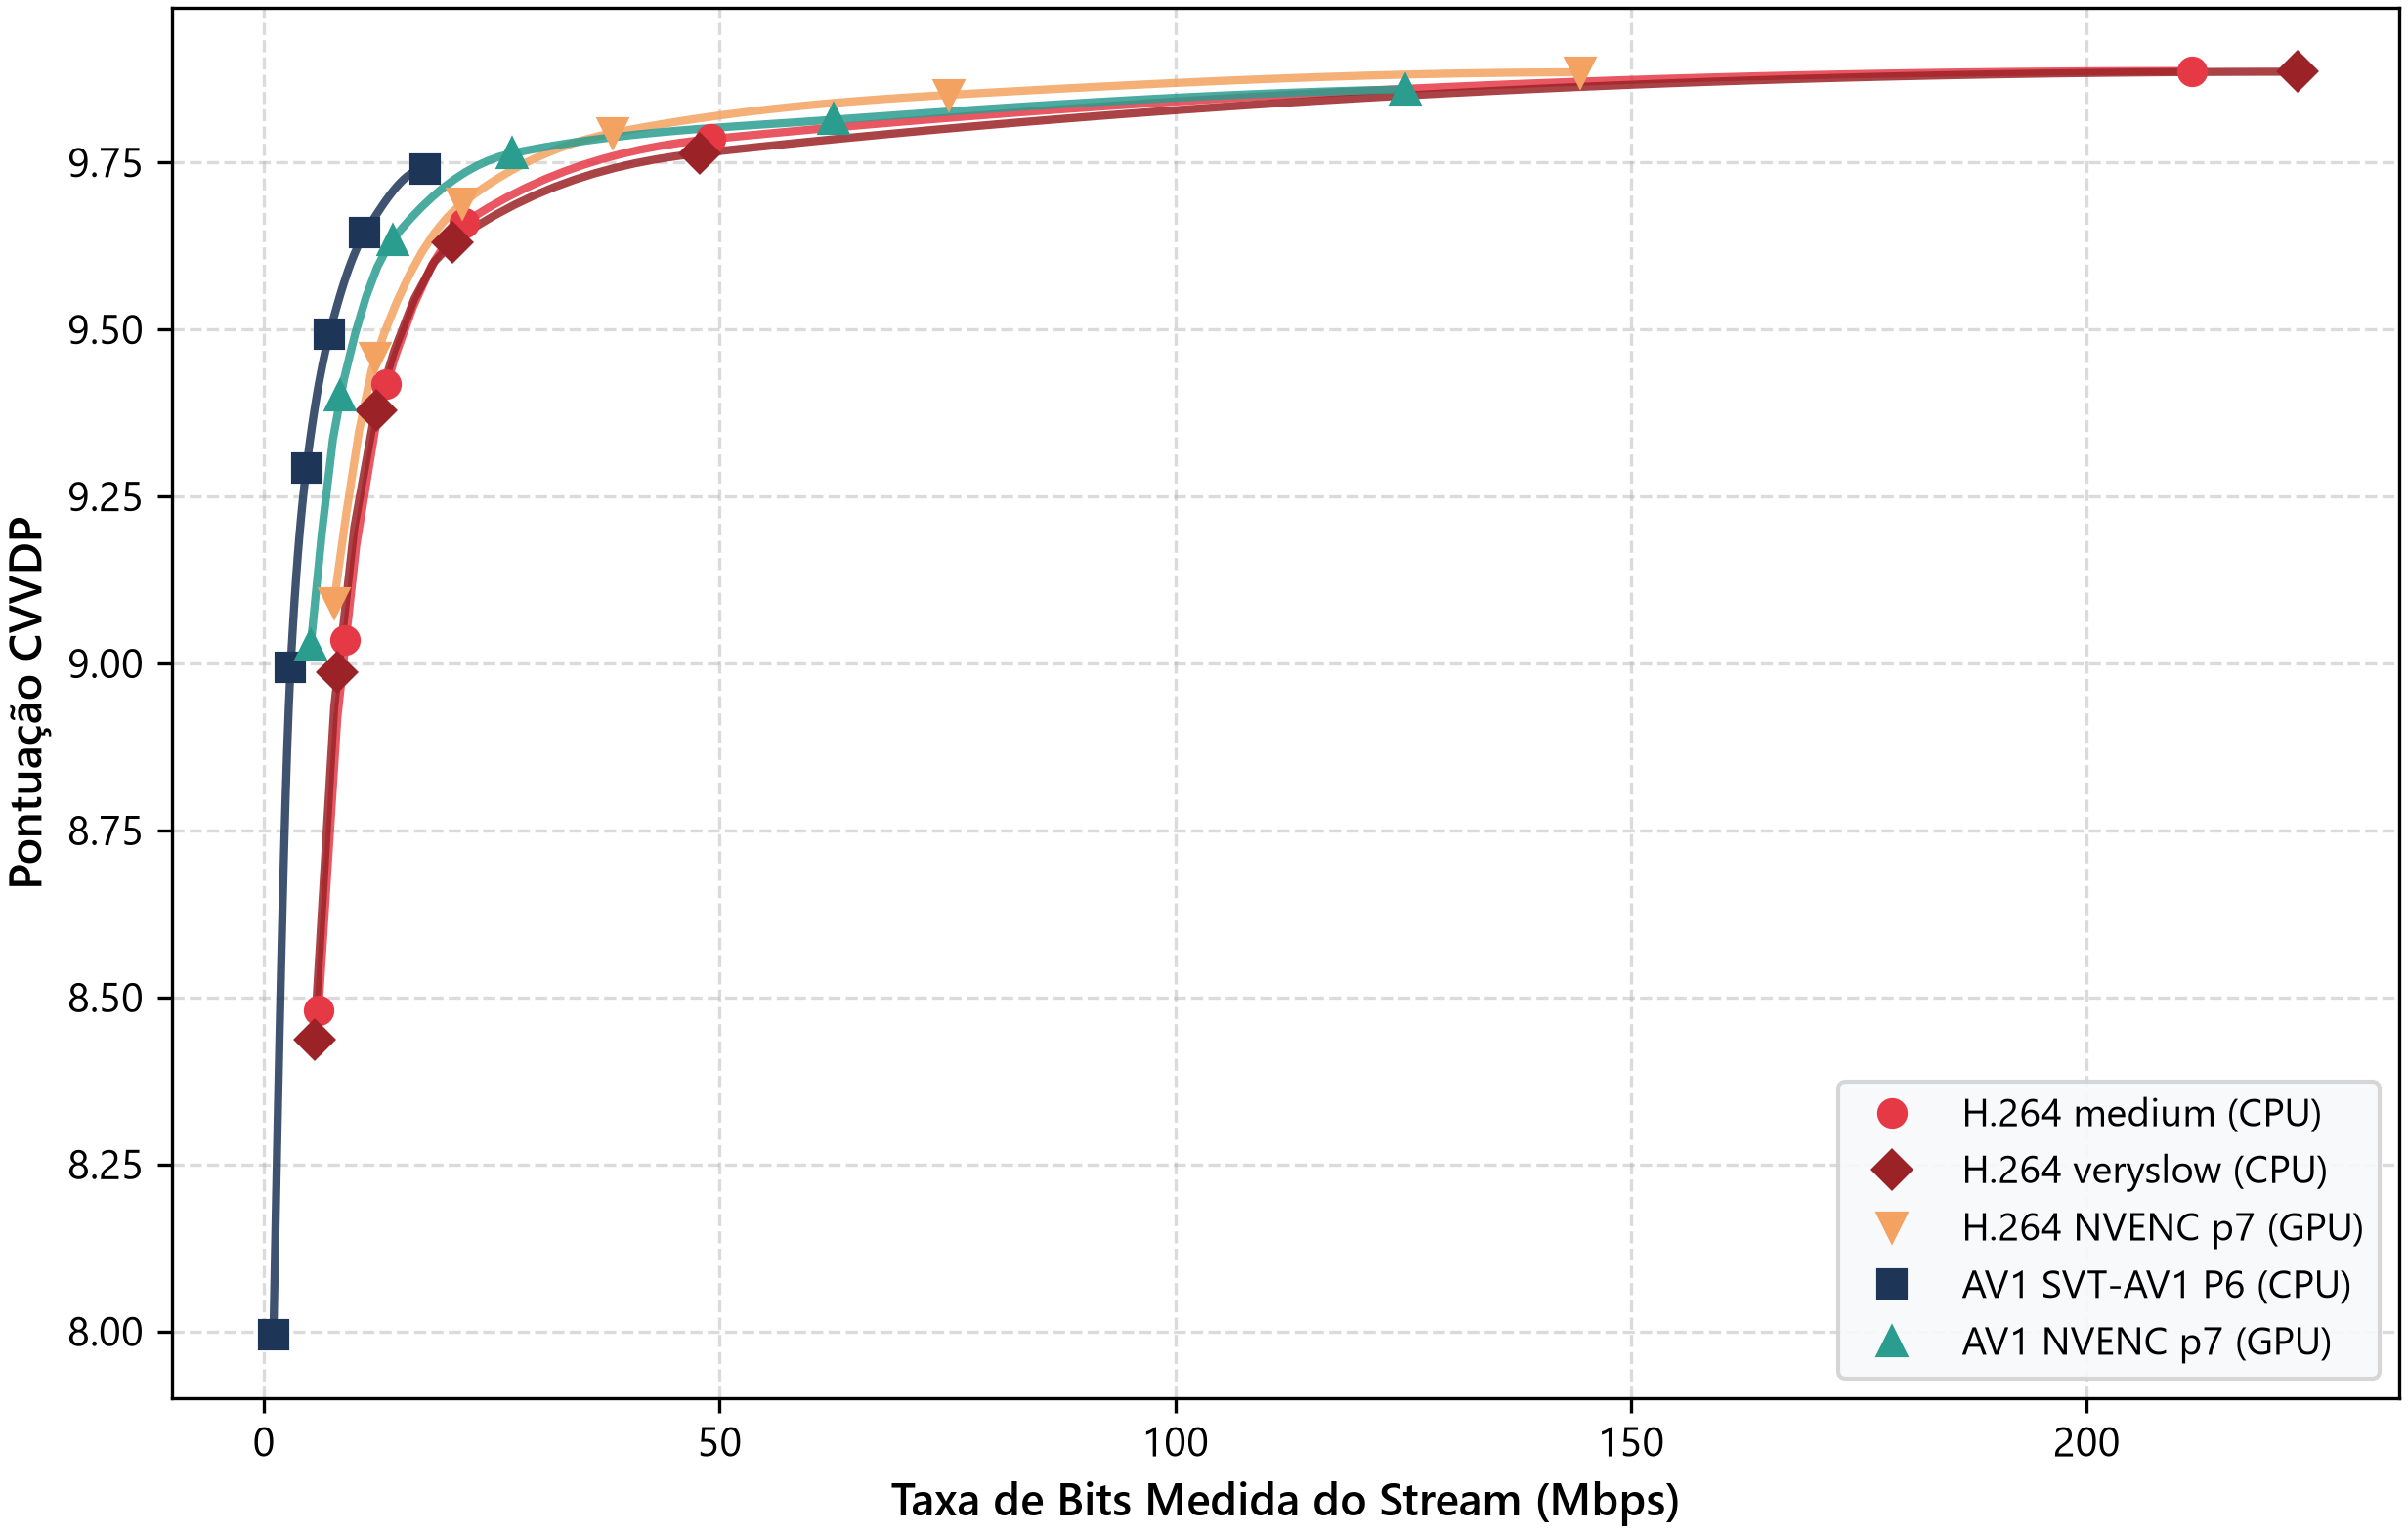 Pontuação CVVDP
9.75
9.50
9.25
9.00
8.75
8.50
8.25
8.00
H.264 medium (CPU)
H.264 veryslow (CPU)
H.264 NVENC p7 (GPU)
AV1 SVT-AV1 P6 (CPU)
AV1 NVENC p7 (GPU)
0 50 100 150 200
Taxa de Bits Medida do Stream (Mbps)